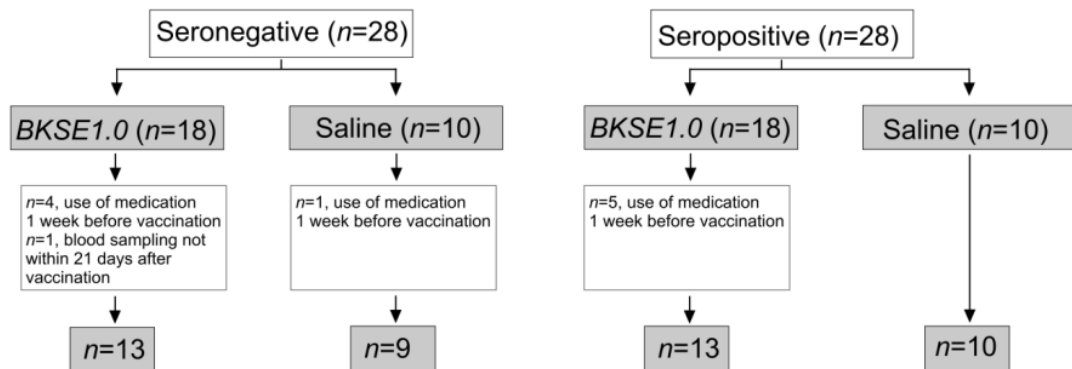 Seronegative (n=28)
Seropositive (n=28)
BKSE1.0 (n=18)
Saline (n=10)
BKSE1.0 (n=18)
Saline (n=10)
n=4, use of medication
1 week before vaccination
n=1, blood sampling not
within 21 days after
vaccination
n=1, use of medication
1 week before vaccination
n=5, use of medication
1 week before vaccination
n=13
n=9
n=13
n=10